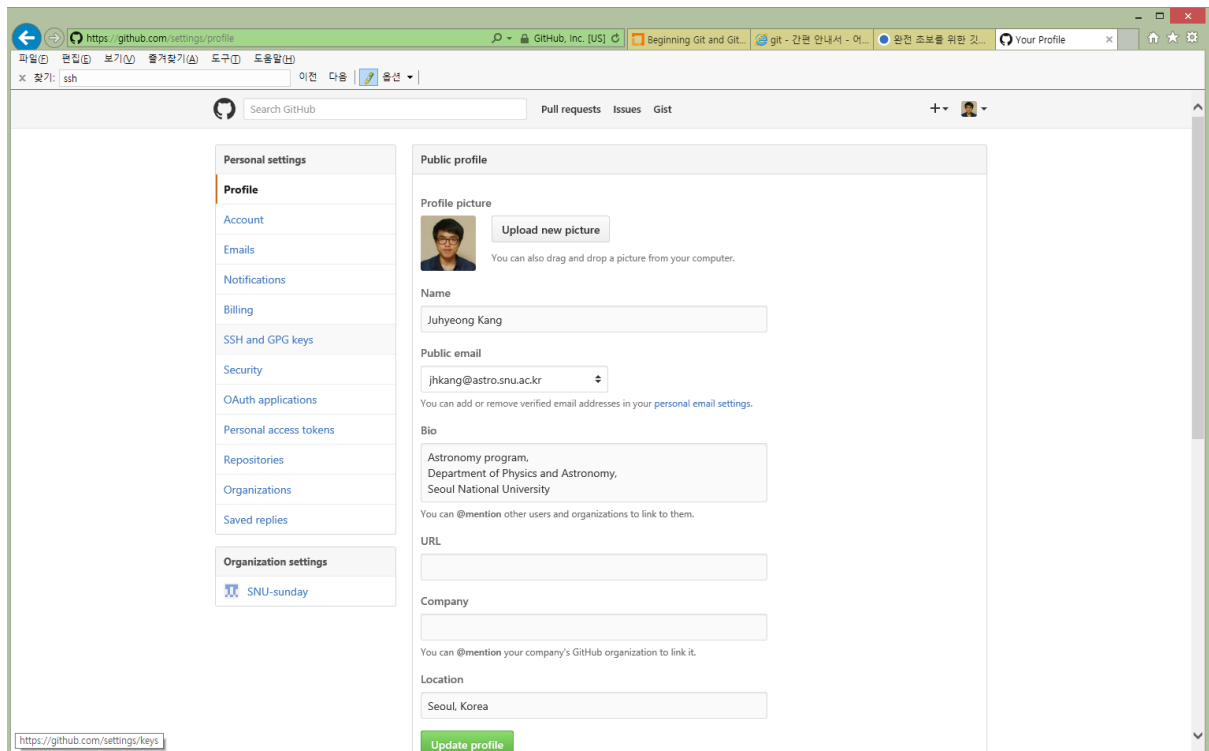 https://github.com/settings/profile
GitHub, Inc. [US]
Beginning Git and Git...
git - 간편 안내서 - 어...
완전 초보를 위한 깃...
Your Profile
파일(F) 편집(E) 보기(V) 즐겨찾기(A) 도구(T) 도움말(H)
찾기: ssh 이전 다음 옵션
Search GitHub
Pull requests Issues Gist
Personal settings
Profile
Account
Emails
Notifications
Billing
SSH and GPG keys
Security
OAuth applications
Personal access tokens
Repositories
Organizations
Saved replies
Organization settings
SNU-sunday
Public profile
Profile picture
Upload new picture
You can also drag and drop a picture from your computer.
Name
Juhyeong Kang
Public email
jhkang@astro.snu.ac.kr
You can add or remove verified email addresses in your personal email settings.
Bio
Astronomy program,
Department of Physics and Astronomy,
Seoul National University
You can @mention other users and organizations to link to them.
URL
Company
You can @mention your company's GitHub organization to link it.
Location
Seoul, Korea
Update profile
https://github.com/settings/keys